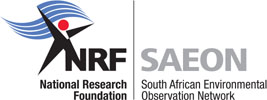 NRF
National Research
Foundation
SAEON
South African Environmental
Observation Network